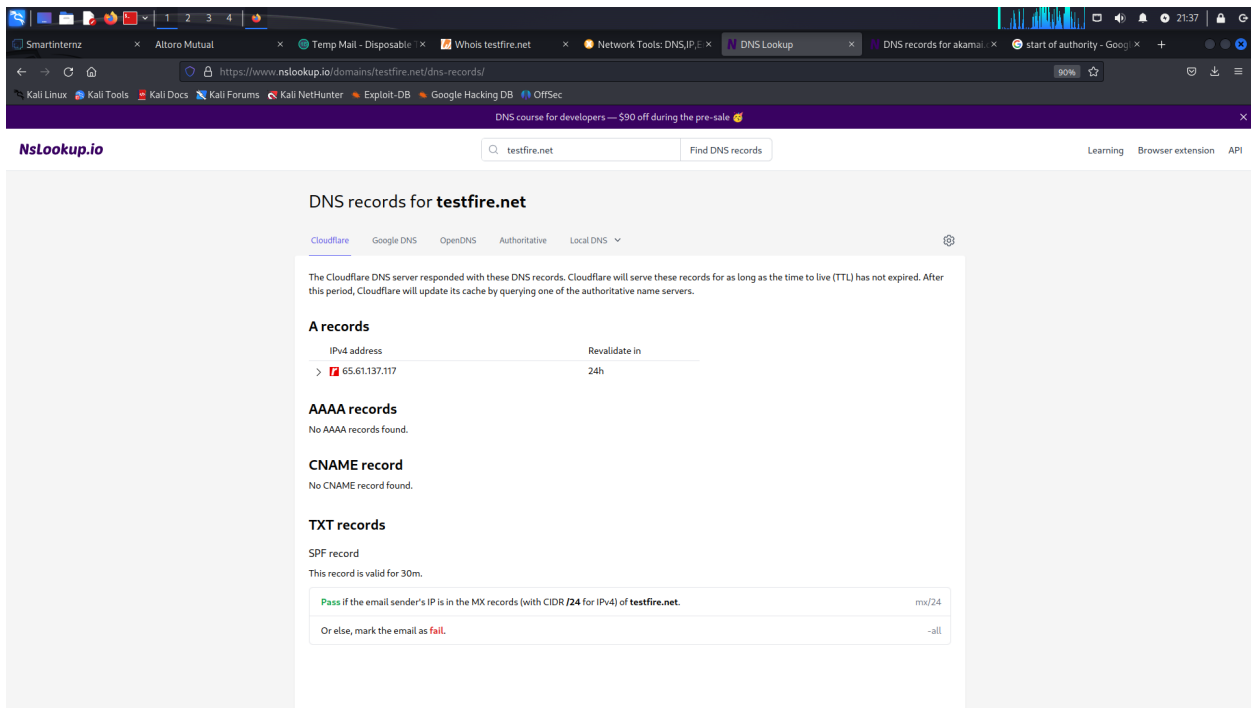 1 2 3 4 21:37
Smartinternz Altoro Mutual Temp Mail - Disposable T Whois testfire.net Network Tools: DNS,IP,E DNS Lookup DNS records for akamai. start of authority - Googl
https://www.nslookup.io/domains/testfire.net/dns-records/ 90%
Kali Linux Kali Tools Kali Docs Kali Forums Kali NetHunter Exploit-DB Google Hacking DB OffSec
DNS course for developers — $90 off during the pre-sale 🥳
NsLookup.io testfire.net Find DNS records Learning Browser extension API
DNS records for testfire.net
Cloudflare Google DNS OpenDNS Authoritative Local DNS
The Cloudflare DNS server responded with these DNS records. Cloudflare will serve these records for as long as the time to live (TTL) has not expired. After
this period, Cloudflare will update its cache by querying one of the authoritative name servers.
A records
IPv4 address Revalidate in
65.61.137.117 24h
AAAA records
No AAAA records found.
CNAME record
No CNAME record found.
TXT records
SPF record
This record is valid for 30m.
Pass if the email sender's IP is in the MX records (with CIDR /24 for IPv4) of testfire.net. mx/24
Or else, mark the email as fail. -all